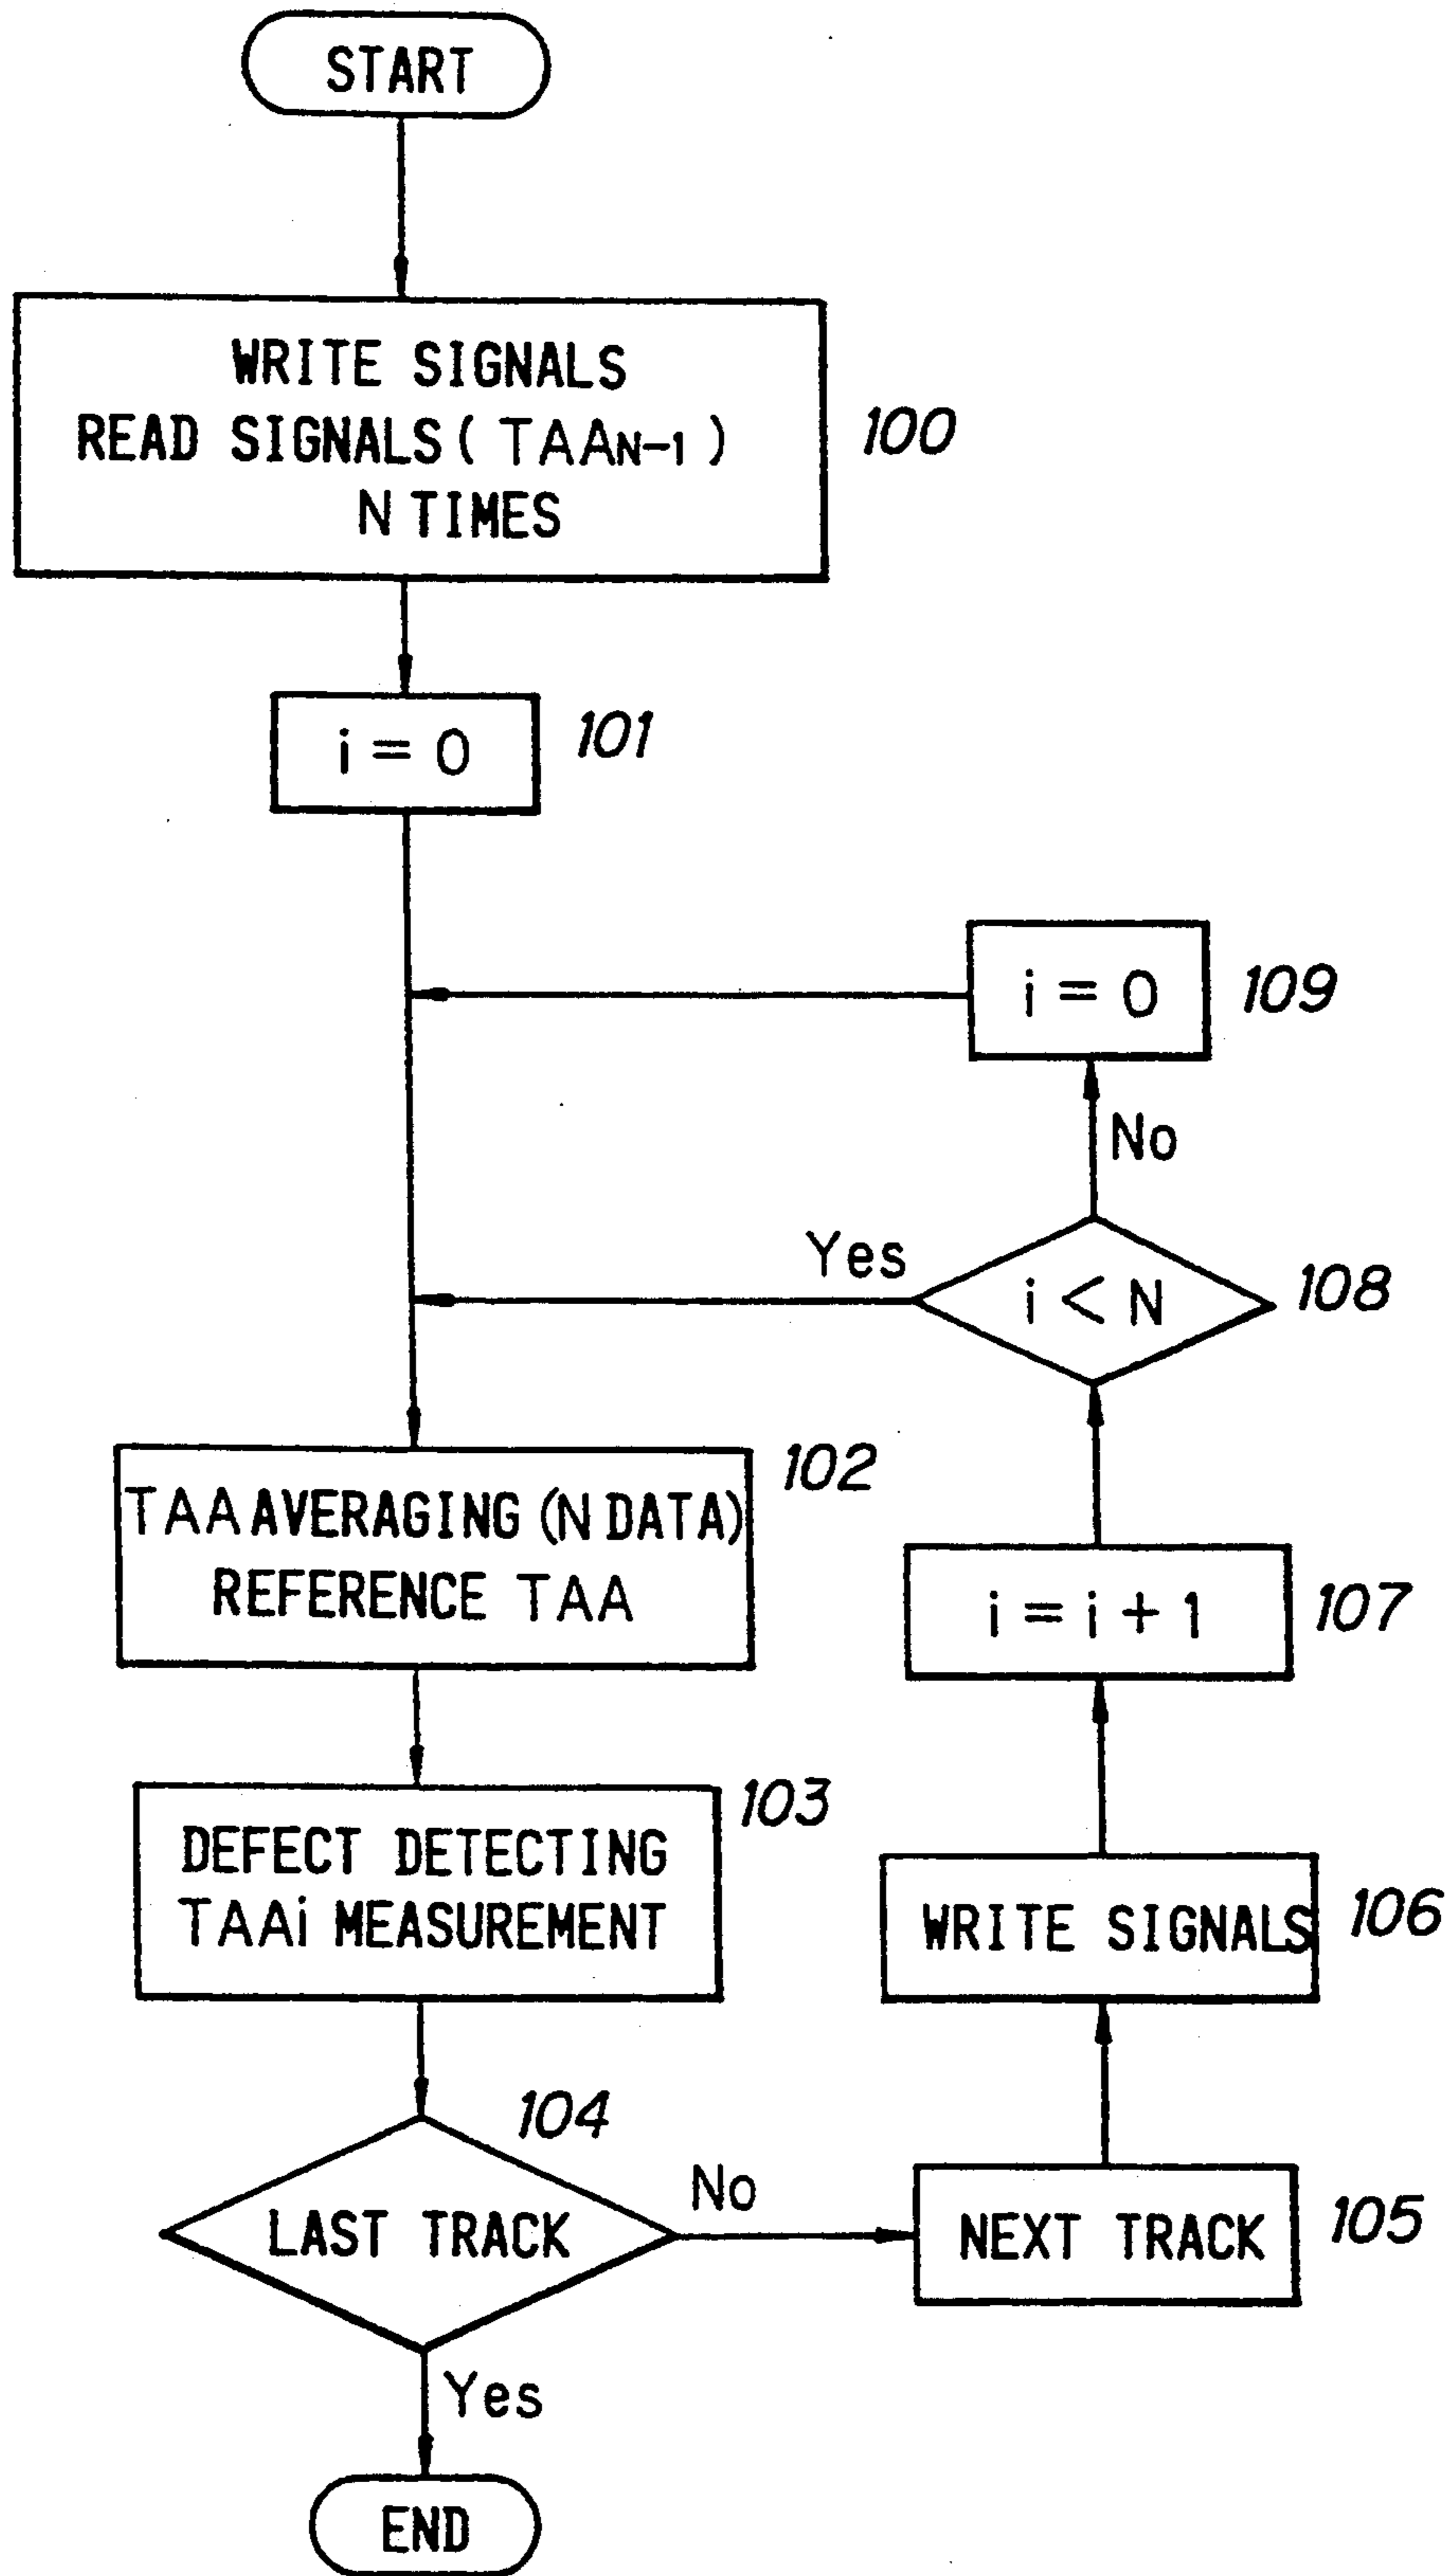 START
WRITE SIGNALS
READ SIGNALS ( TAAN-1 )
N TIMES
100
i = 0
101
i = 0
109
No
Yes
i < N
108
TAA AVERAGING (N DATA)
REFERENCE TAA
102
i = i + 1
107
DEFECT DETECTING
TAAi MEASUREMENT
103
WRITE SIGNALS
106
104
LAST TRACK
No
NEXT TRACK
105
Yes
END